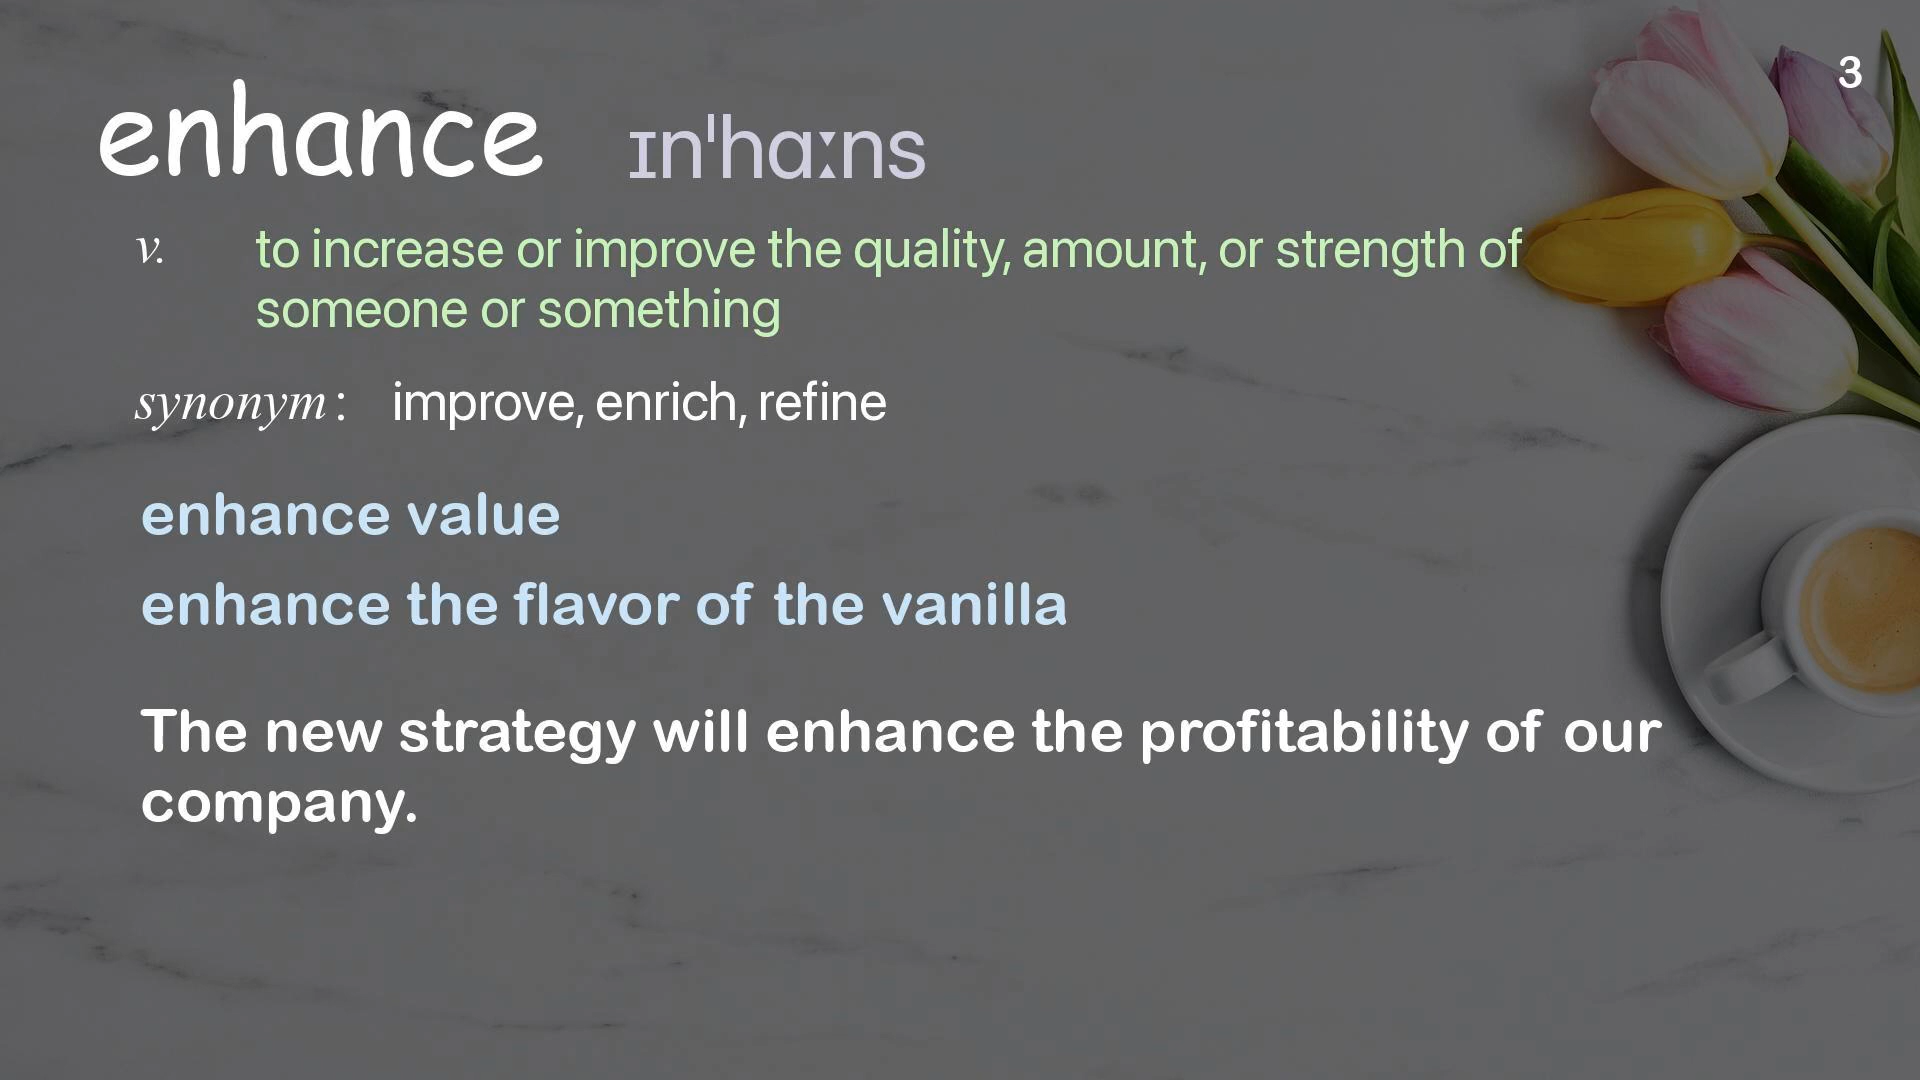 3
enhance ɪnˈhɑːns
v. to increase or improve the quality, amount, or strength of
someone or something
synonym: improve, enrich, refine
enhance value
enhance the flavor of the vanilla
The new strategy will enhance the profitability of our
company.